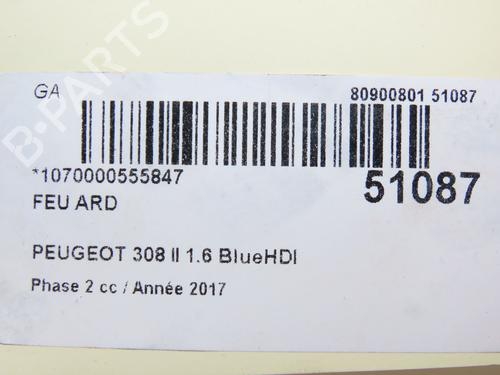 GA
80900801 51087
*1070000555847
51087
FEU ARD
PEUGEOT 308 II 1.6 BlueHDI
Phase 2 cc / Année 2017
B-PARTS